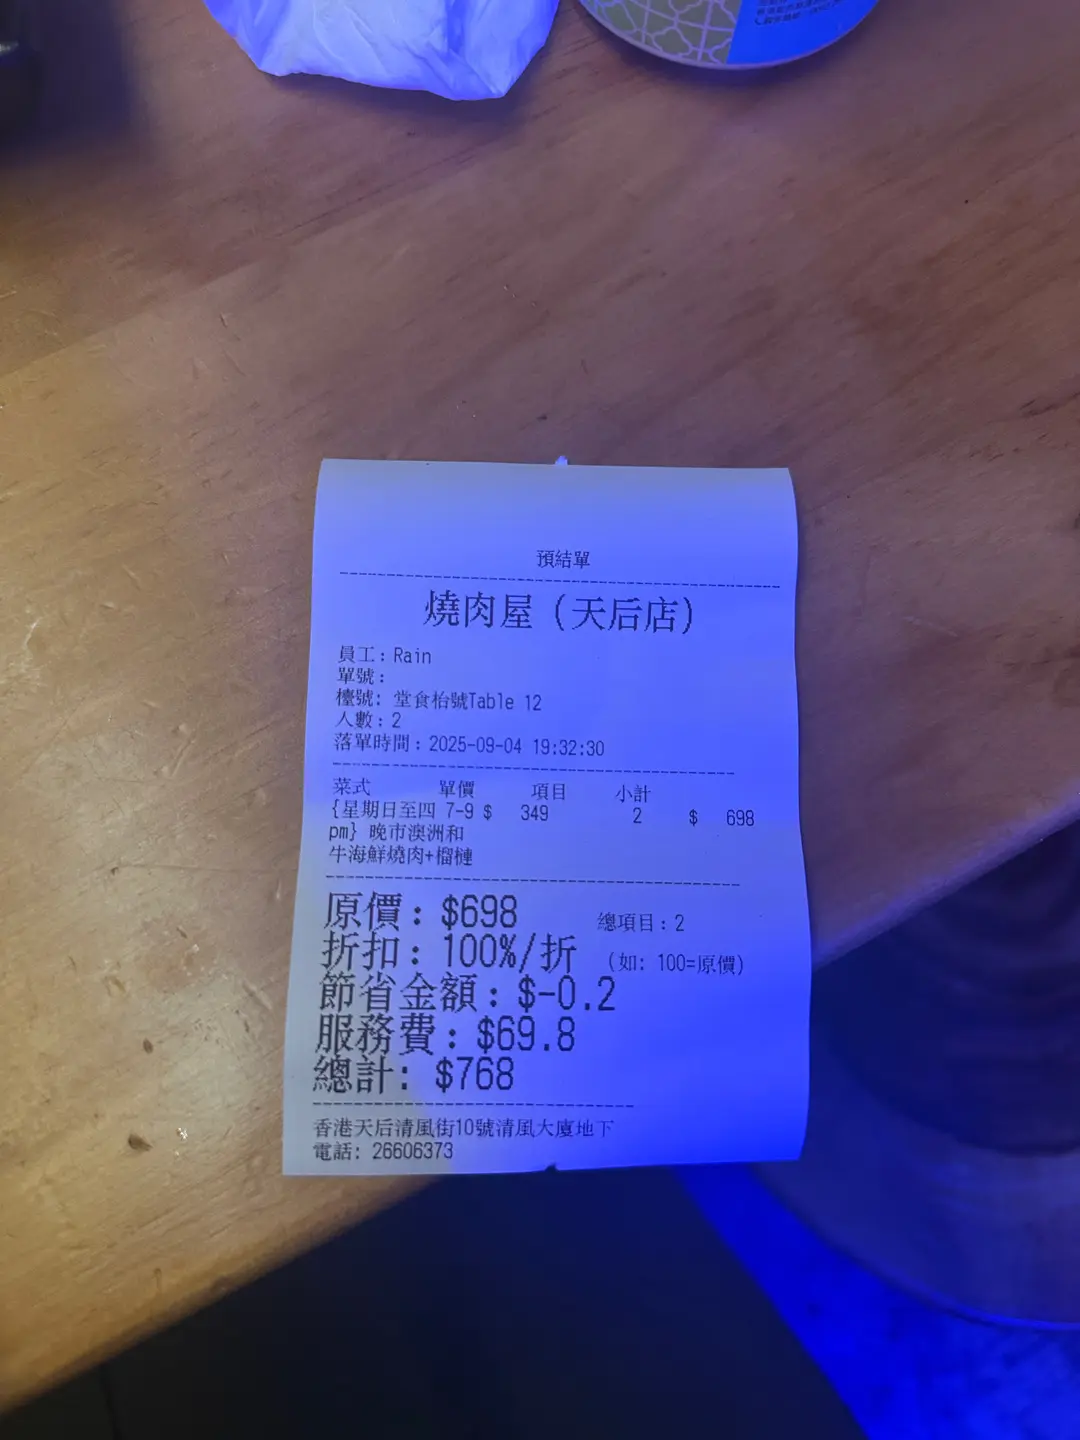 預結單
燒肉屋（天后店）
員工：Rain
單號：
檯號: 堂食枱號Table 12
人數：2
落單時間：2025-09-04 19:32:30
菜式 單價 項目 小計
{星期日至四 7-9 $ 349 2 $ 698
pm} 晚市澳洲和
牛海鮮燒肉+榴槤
原價：$698 總項目：2
折扣：100%/折 （如: 100=原價）
節省金額：$-0.2
服務費：$69.8
總計: $768
香港天后清風街10號清風大廈地下
電話: 26606373